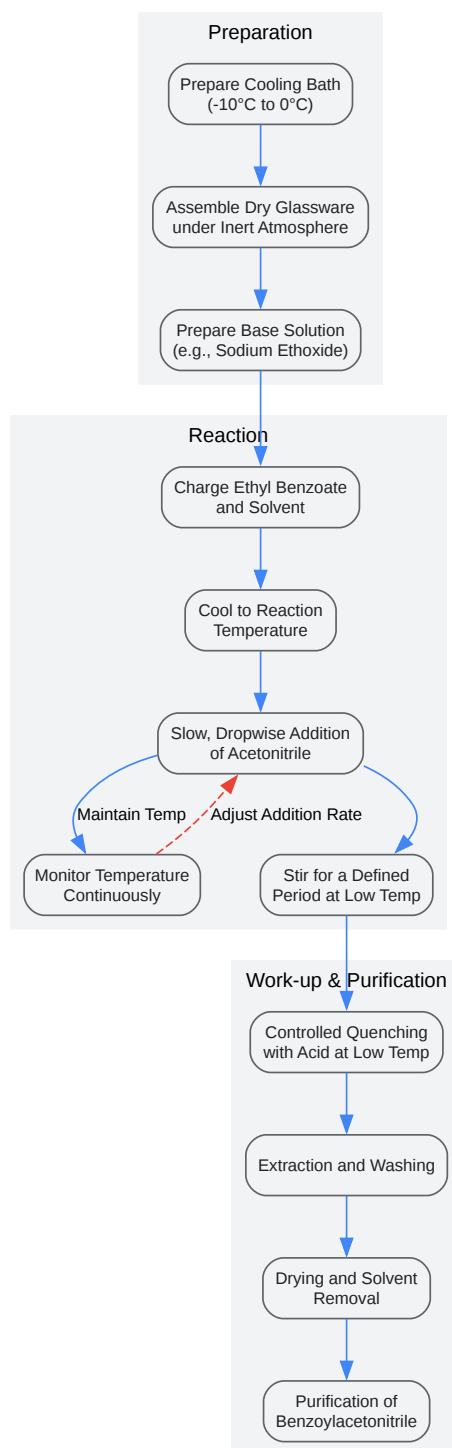 Preparation
Prepare Cooling Bath
(-10°C to 0°C)
Assemble Dry Glassware
under Inert Atmosphere
Prepare Base Solution
(e.g., Sodium Ethoxide)
Reaction
Charge Ethyl Benzoate
and Solvent
Cool to Reaction
Temperature
Slow, Dropwise Addition
of Acetonitrile
Maintain Temp
Adjust Addition Rate
Monitor Temperature
Continuously
Stir for a Defined
Period at Low Temp
Work-up & Purification
Controlled Quenching
with Acid at Low Temp
Extraction and Washing
Drying and Solvent
Removal
Purification of
Benzoylacetonitrile